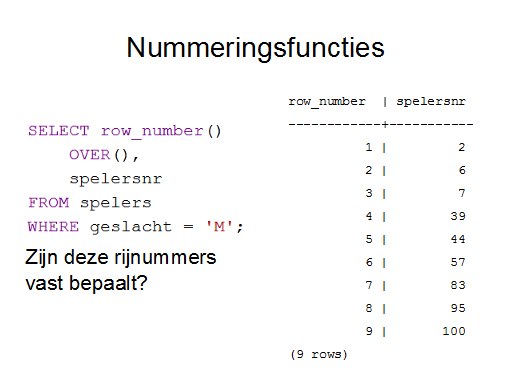 Nummeringsfuncties
SELECT row_number()
OVER(),
spelersnr
FROM spelers
WHERE geslacht = 'M';
Zijn deze rijnummers
vast bepaalt?
row_number | spelersnr
------------+-----------
1 | 2
2 | 6
3 | 7
4 | 39
5 | 44
6 | 57
7 | 83
8 | 95
9 | 100
(9 rows)